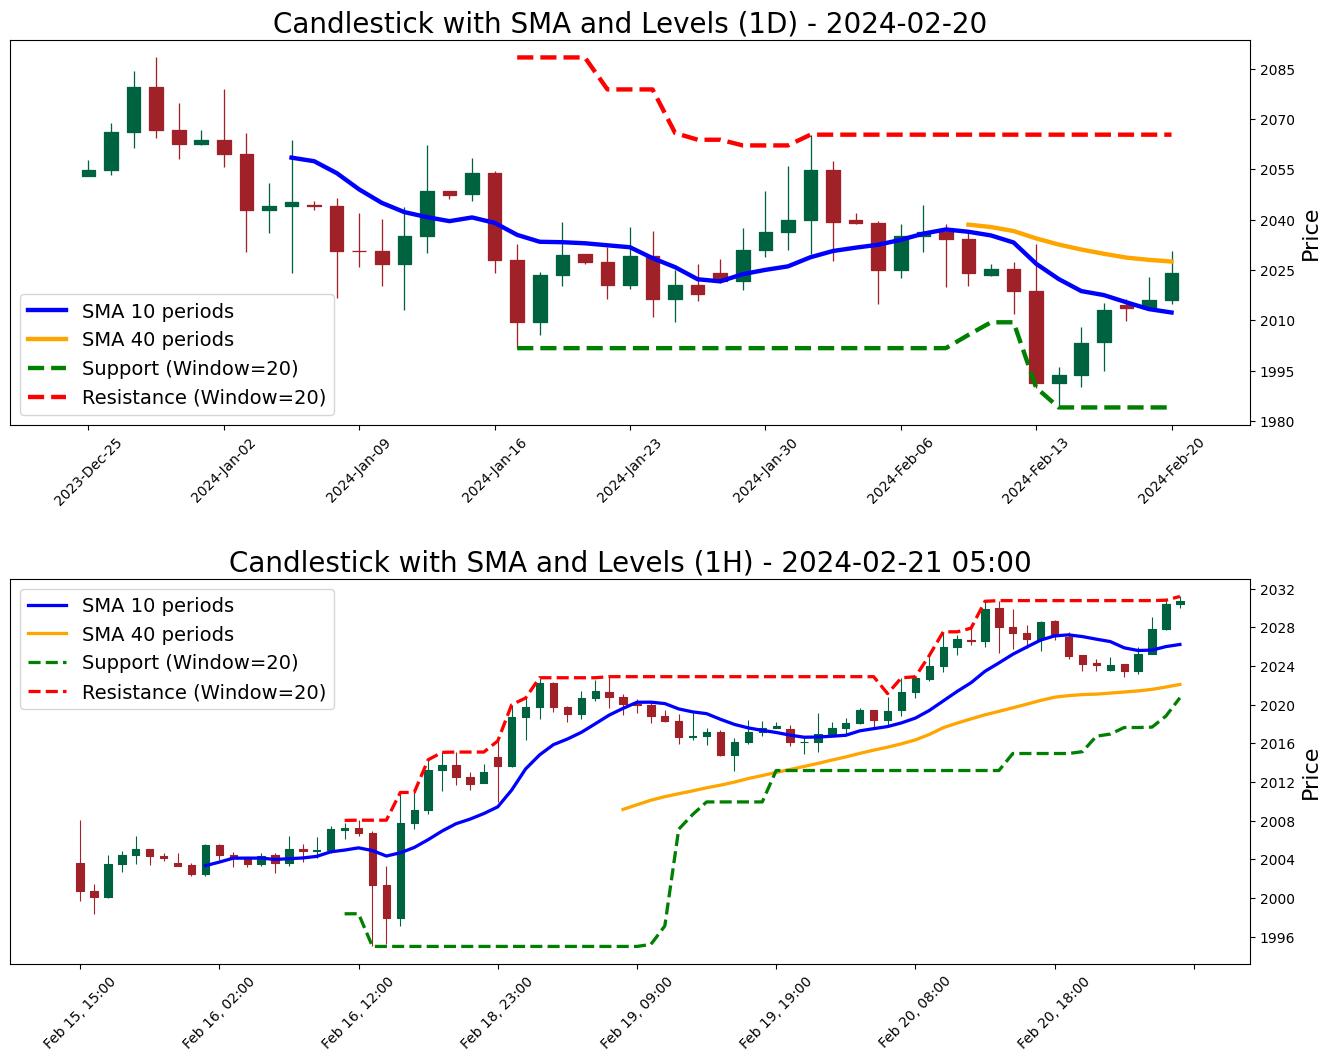 Candlestick with SMA and Levels (1D) - 2024-02-20
2085
2070
2055
2040
2025
2010
1995
1980
Price
SMA 10 periods
SMA 40 periods
Support (Window=20)
Resistance (Window=20)
2023-Dec-25
2024-Jan-02
2024-Jan-09
2024-Jan-16
2024-Jan-23
2024-Jan-30
2024-Feb-06
2024-Feb-13
2024-Feb-20
Candlestick with SMA and Levels (1H) - 2024-02-21 05:00
SMA 10 periods
SMA 40 periods
Support (Window=20)
Resistance (Window=20)
2032
2028
2024
2020
2016
2012
2008
2004
2000
1996
Price
Feb 15, 15:00
Feb 16, 02:00
Feb 16, 12:00
Feb 18, 23:00
Feb 19, 09:00
Feb 19, 19:00
Feb 20, 08:00
Feb 20, 18:00